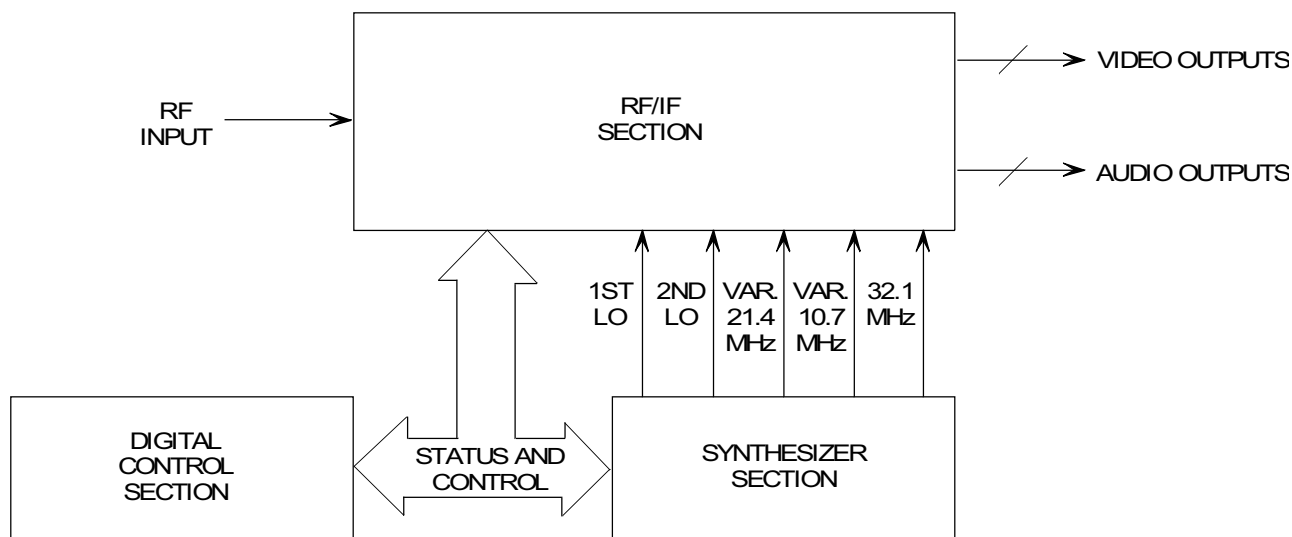 RF
INPUT
RF/IF
SECTION
VIDEO OUTPUTS
AUDIO OUTPUTS
1ST
LO
2ND
LO
VAR.
21.4
MHz
VAR.
10.7
MHz
32.1
MHz
DIGITAL
CONTROL
SECTION
STATUS AND
CONTROL
SYNTHESIZER
SECTION